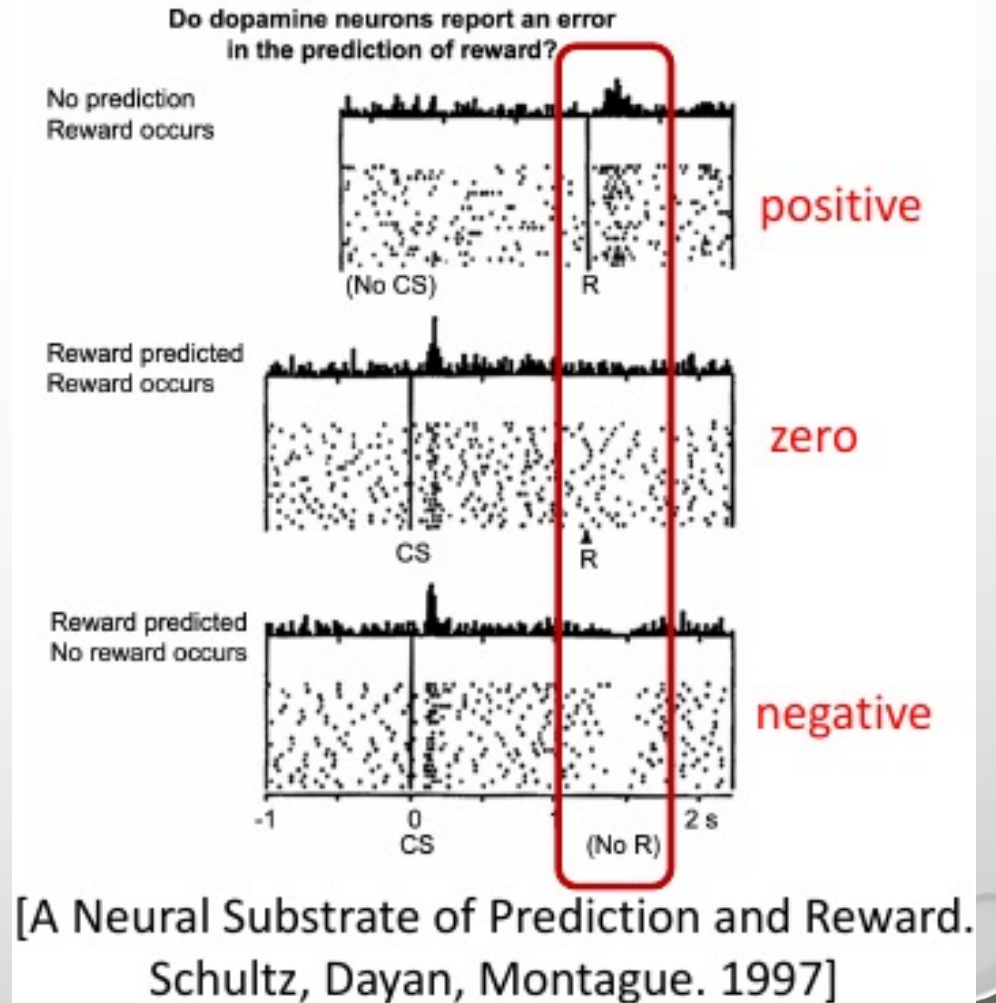 Do dopamine neurons report an error
in the prediction of reward?
No prediction
Reward occurs
positive
(No CS)
R
Reward predicted
Reward occurs
zero
CS
R
Reward predicted
No reward occurs
negative
-1
0
2 s
CS
(No R)
[A Neural Substrate of Prediction and Reward.
Schultz, Dayan, Montague. 1997]